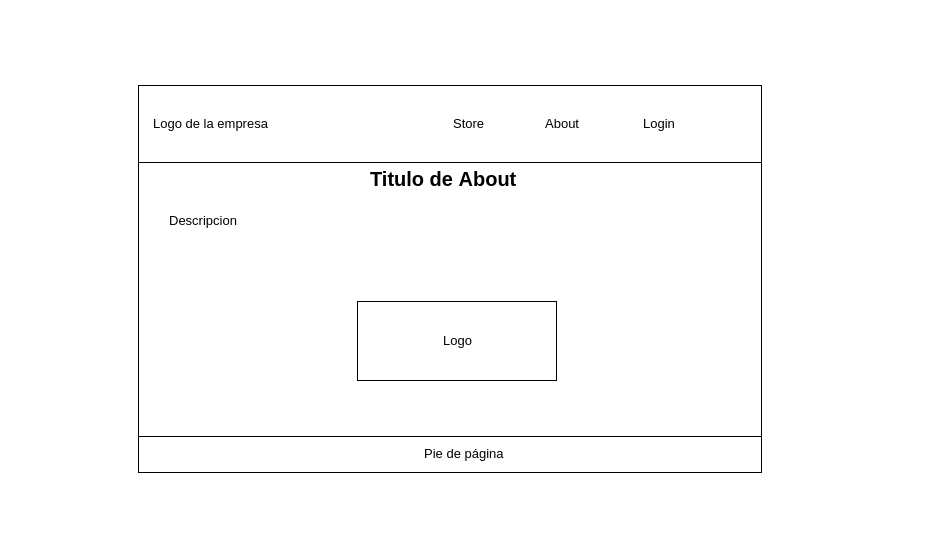 Logo de la empresa
Store
About
Login
Titulo de About
Descripcion
Logo
Pie de página